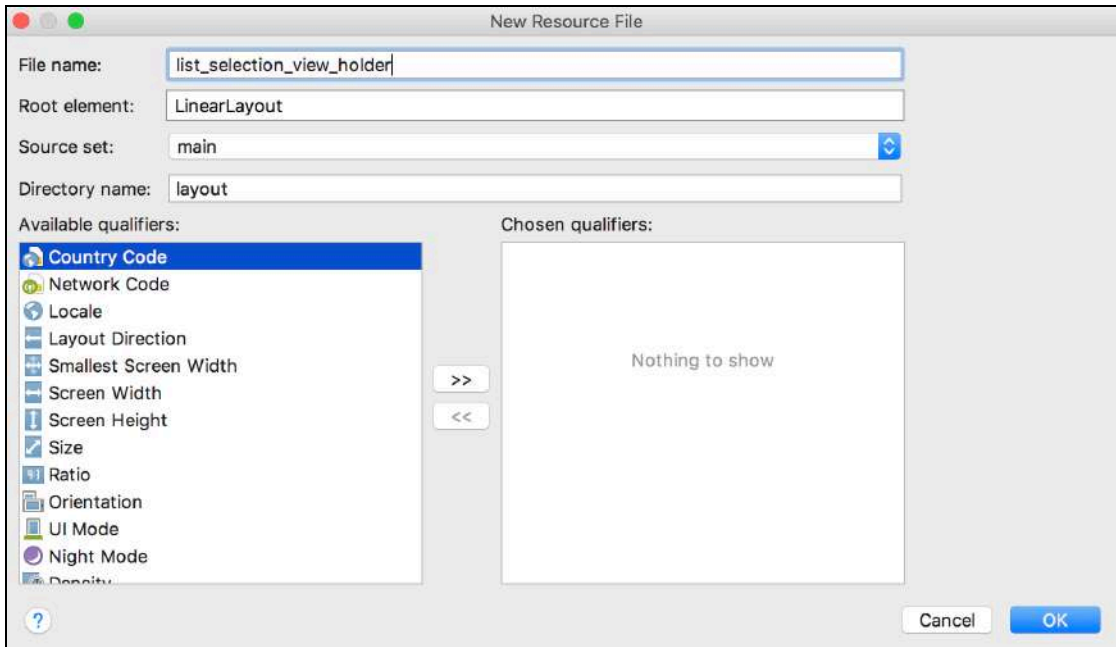 New Resource File
File name: list_selection_view_holder
Root element: LinearLayout
Source set: main
Directory name: layout
Available qualifiers:
Chosen qualifiers:
Country Code
Network Code
Locale
Layout Direction
Smallest Screen Width
Screen Width
Screen Height
Size
Ratio
Orientation
UI Mode
Night Mode
Density
Nothing to show
>>
<<
?
Cancel
OK